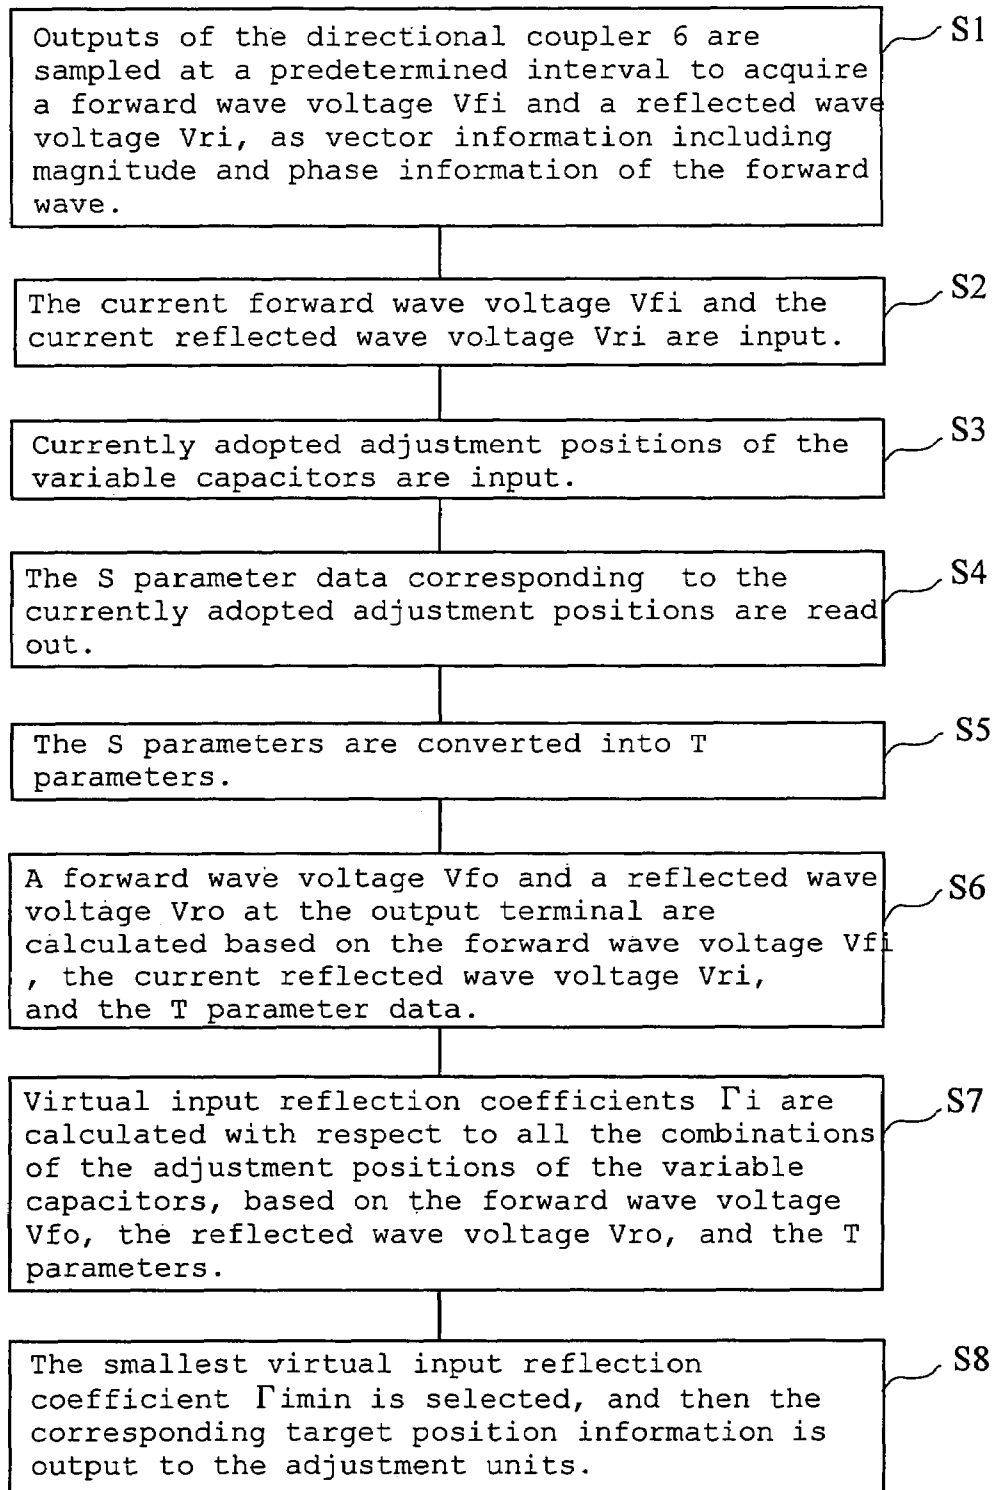 S1
Outputs of the directional coupler 6 are
sampled at a predetermined interval to acquire
a forward wave voltage Vfi and a reflected wave
voltage Vri, as vector information including
magnitude and phase information of the forward
wave.
S2
The current forward wave voltage Vfi and the
current reflected wave voltage Vri are input.
S3
Currently adopted adjustment positions of the
variable capacitors are input.
S4
The S parameter data corresponding to the
currently adopted adjustment positions are read
out.
S5
The S parameters are converted into T
parameters.
S6
A forward wave voltage Vfo and a reflected wave
voltage Vro at the output terminal are
calculated based on the forward wave voltage Vfi
, the current reflected wave voltage Vri,
and the T parameter data.
S7
Virtual input reflection coefficients Γi are
calculated with respect to all the combinations
of the adjustment positions of the variable
capacitors, based on the forward wave voltage
Vfo, the reflected wave voltage Vro, and the T
parameters.
S8
The smallest virtual input reflection
coefficient Γimin is selected, and then the
corresponding target position information is
output to the adjustment units.